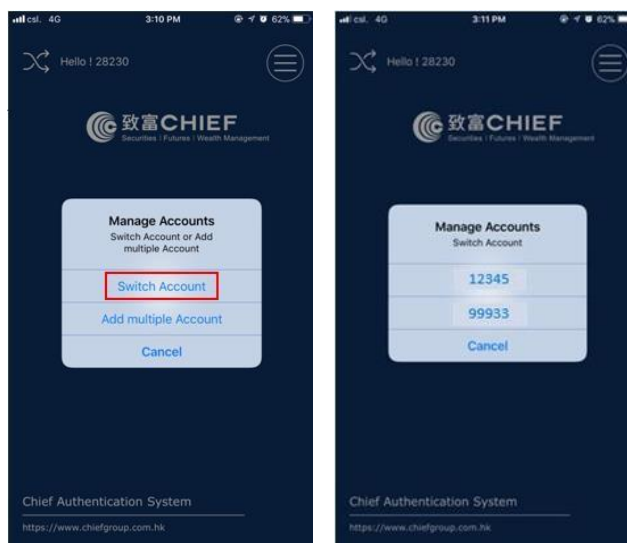 csl. 4G 3:10 PM 62%
Hello ! 28230
致富CHIEF
Securities | Futures | Wealth Management
Manage Accounts
Switch Account or Add
multiple Account
Switch Account
Add multiple Account
Cancel
Chief Authentication System
https://www.chiefgroup.com.hk
csl. 4G 3:11 PM 62%
Hello ! 28230
致富CHIEF
Securities | Futures | Wealth Management
Manage Accounts
Switch Account
12345
99933
Cancel
Chief Authentication System
https://www.chiefgroup.com.hk